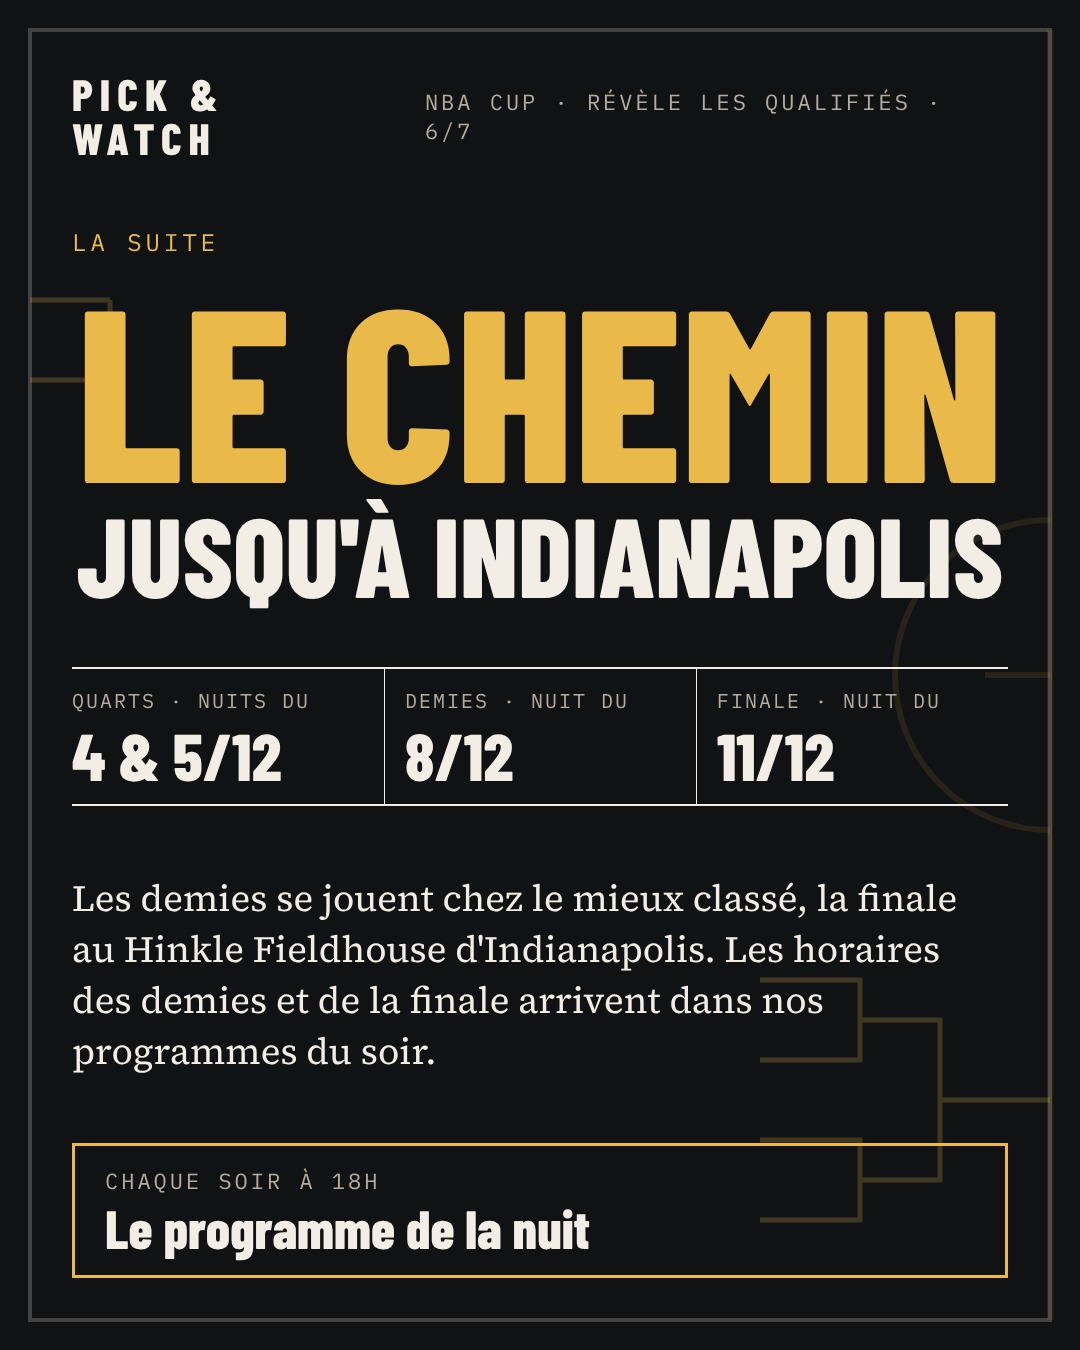 PICK &
WATCH
NBA CUP · RÉVÈLE LES QUALIFIÉS ·
6/7
LA SUITE
LE CHEMIN
JUSQU'À INDIANAPOLIS
QUARTS · NUITS DU
4 & 5/12
DEMIES · NUIT DU
8/12
FINALE · NUIT DU
11/12
Les demies se jouent chez le mieux classé, la finale
au Hinkle Fieldhouse d'Indianapolis. Les horaires
des demies et de la finale arrivent dans nos
programmes du soir.
CHAQUE SOIR À 18H
Le programme de la nuit